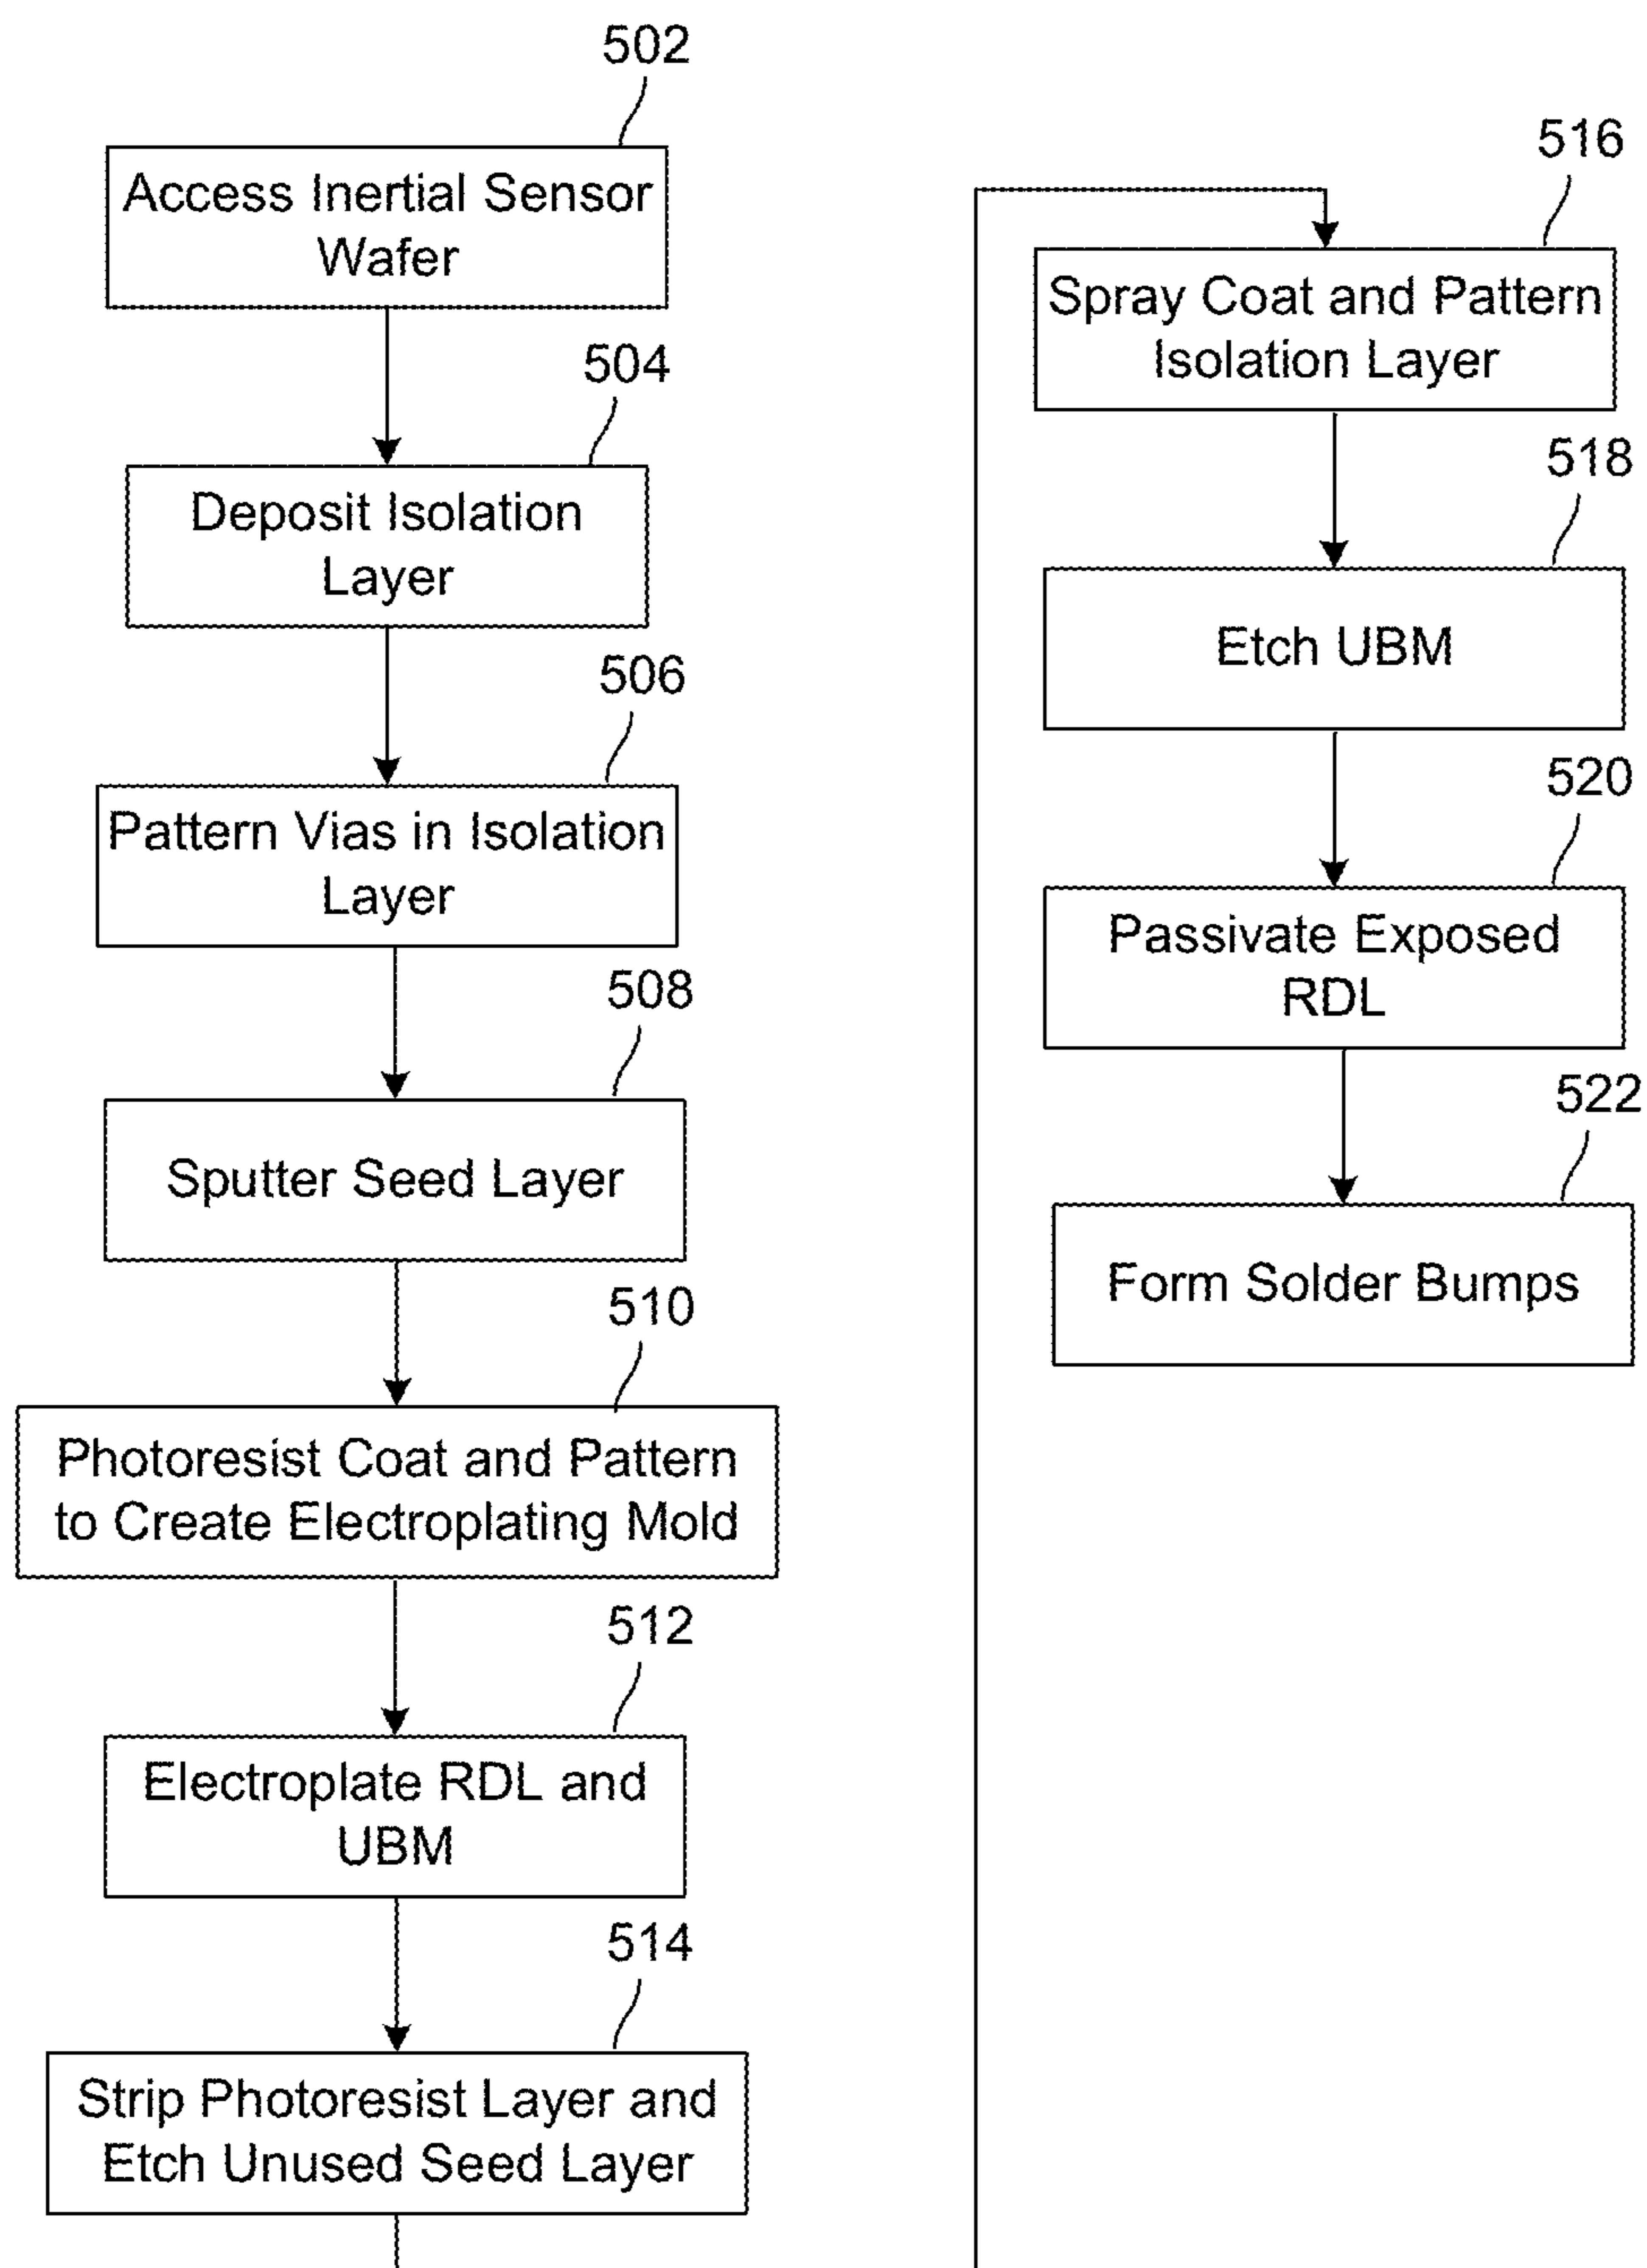 502
Access Inertial Sensor
Wafer
504
Deposit Isolation
Layer
506
Pattern Vias in Isolation
Layer
508
Sputter Seed Layer
510
Photoresist Coat and Pattern
to Create Electroplating Mold
512
Electroplate RDL and
UBM
514
Strip Photoresist Layer and
Etch Unused Seed Layer
516
Spray Coat and Pattern
Isolation Layer
518
Etch UBM
520
Passivate Exposed
RDL
522
Form Solder Bumps